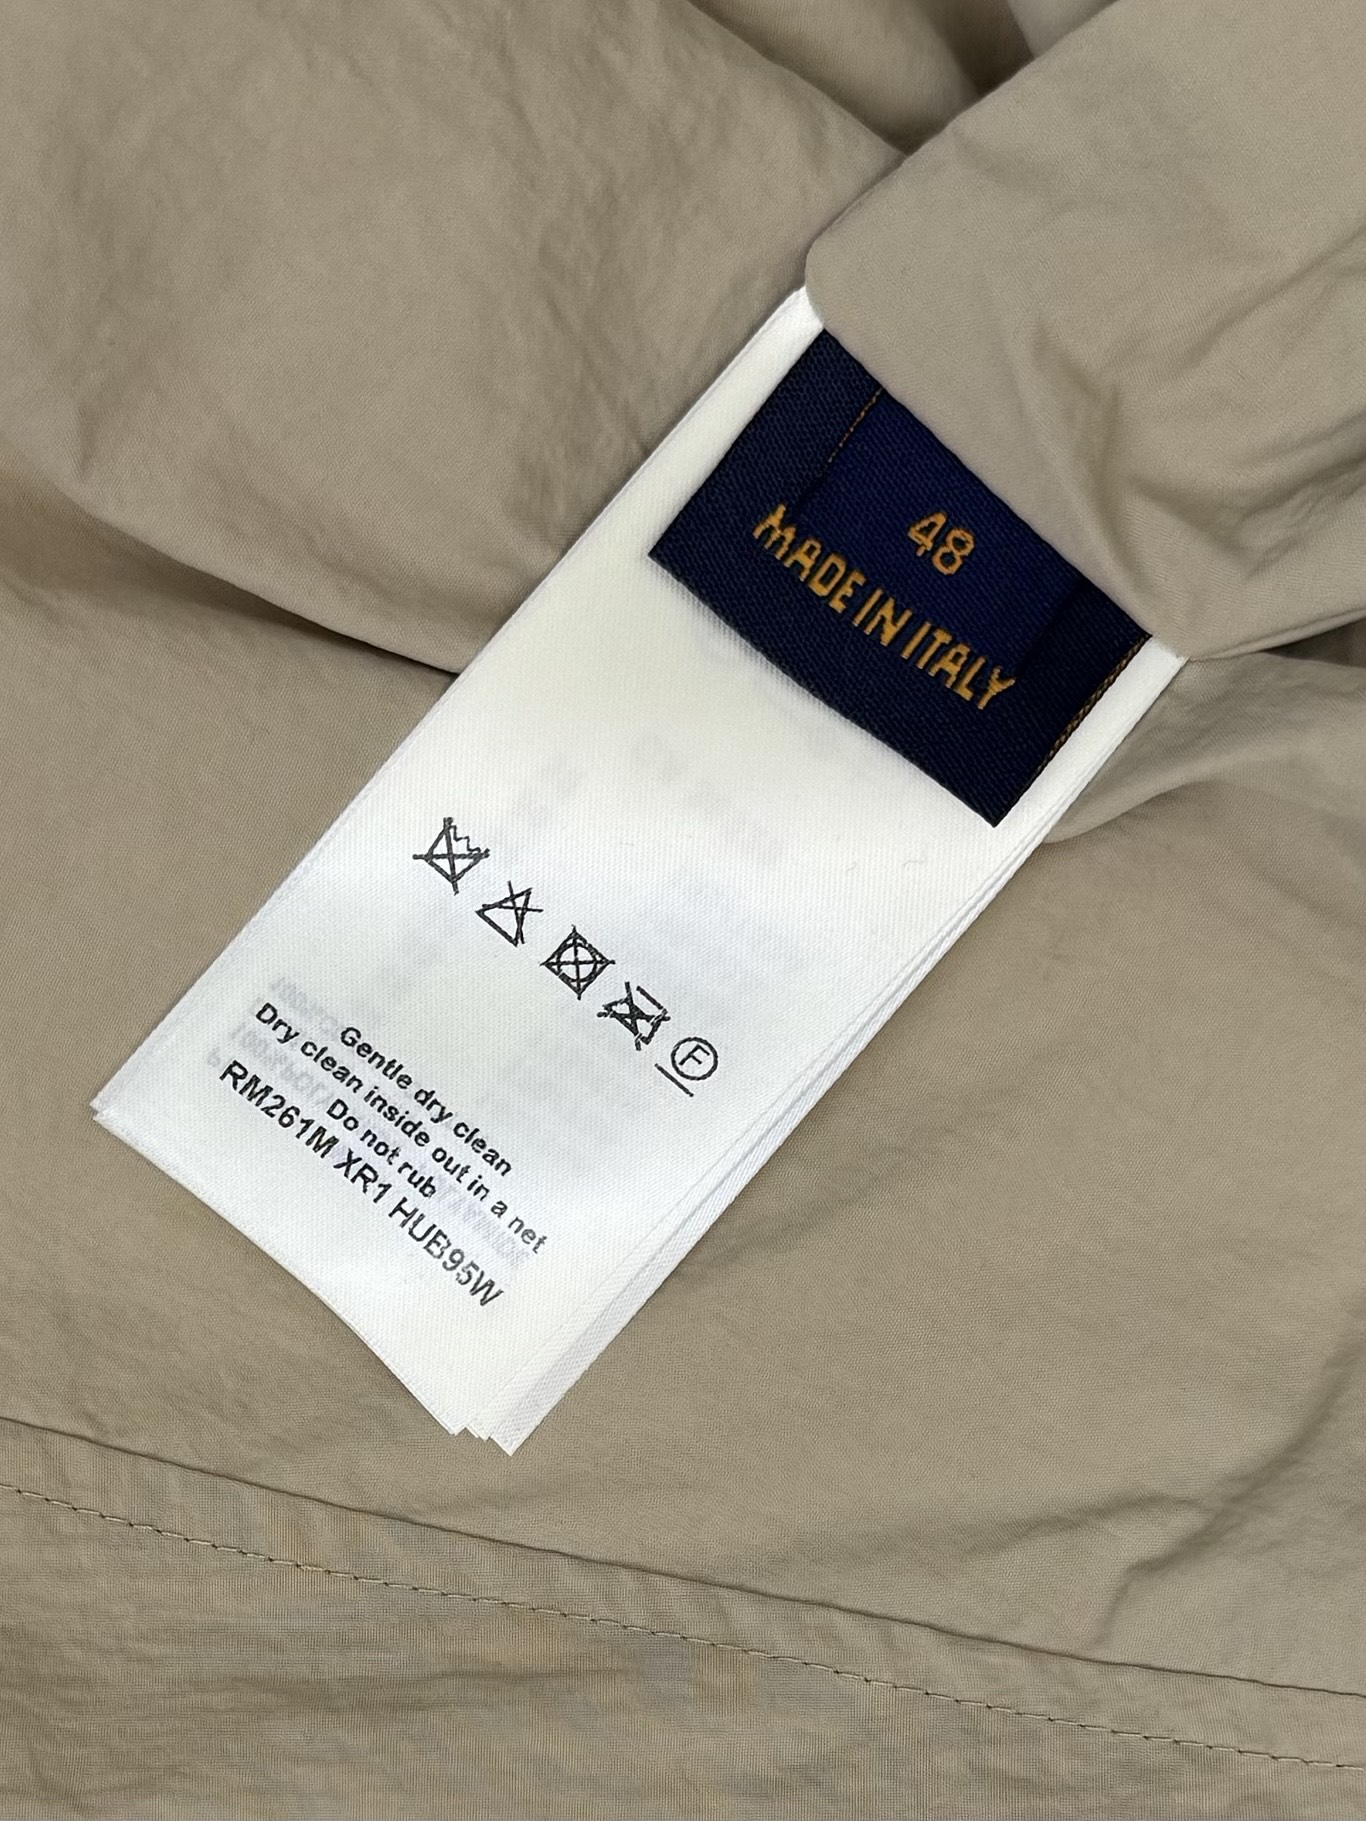 48
MADE IN ITALY
F
Gentle dry clean
Dry clean inside out in a net
Do not rub
RM261M XR1 HUB95W